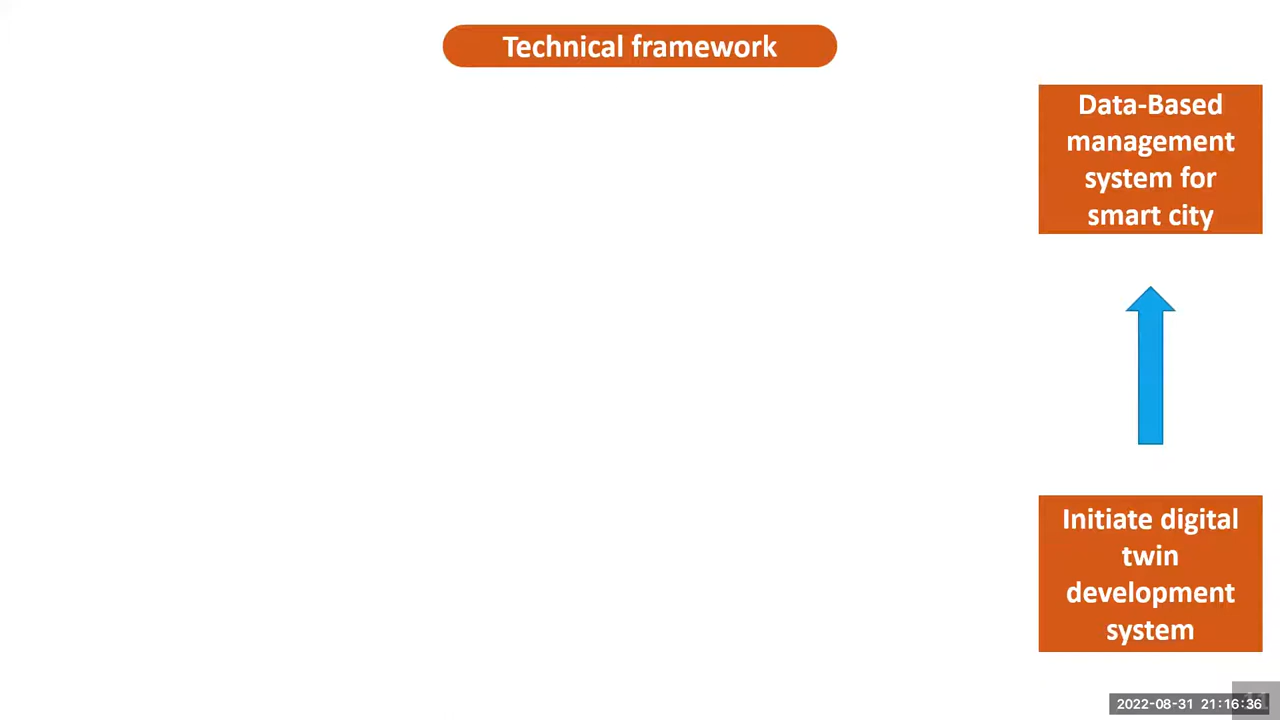 Technical framework
Data-Based
management
system for
smart city
Initiate digital
twin
development
system
2022-08-31 21:16:36